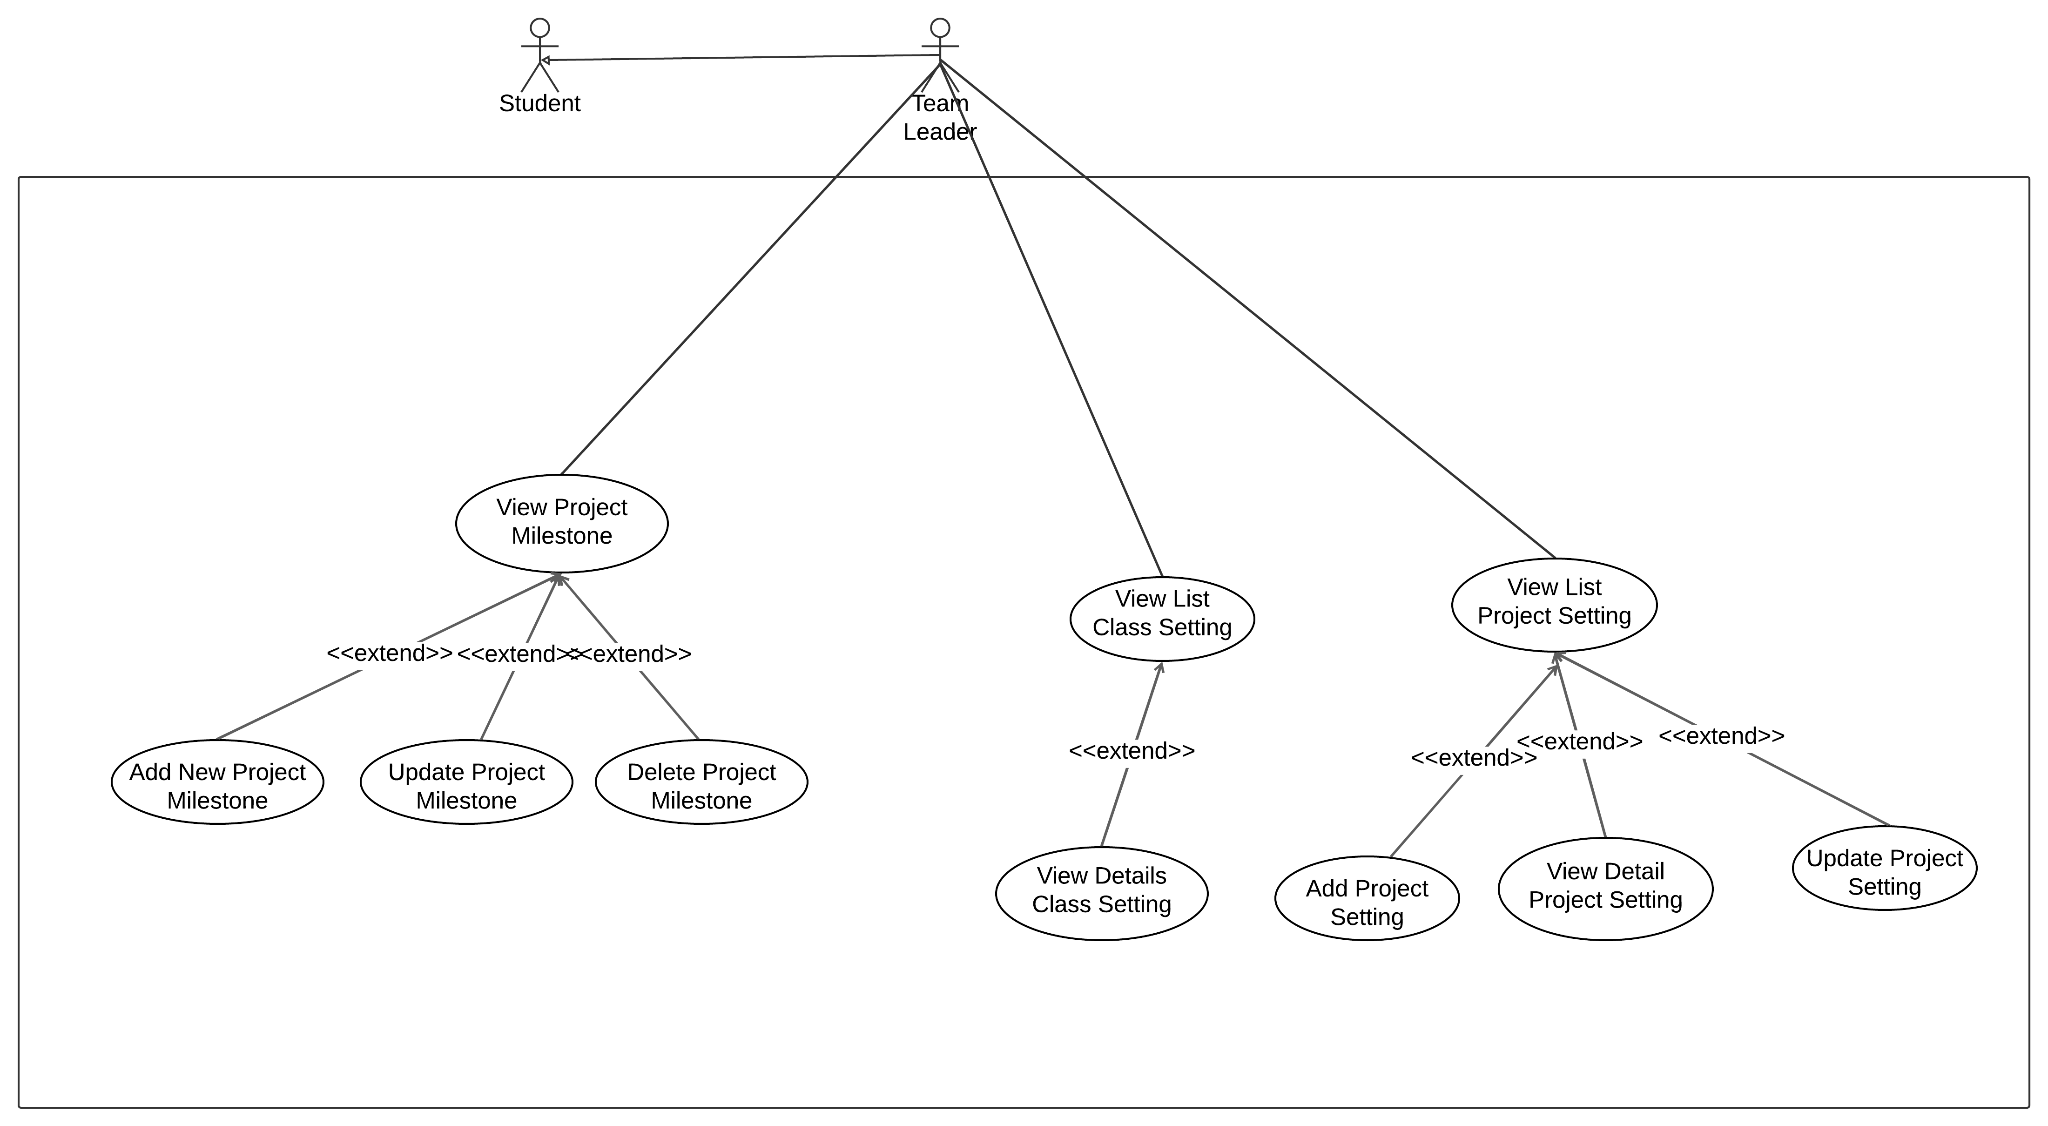 Student
Team
Leader
View Project
Milestone
<<extend>>
<<extend>>
<<extend>>
Add New Project
Milestone
Update Project
Milestone
Delete Project
Milestone
View List
Class Setting
<<extend>>
View Details
Class Setting
View List
Project Setting
<<extend>>
<<extend>>
<<extend>>
Add Project
Setting
View Detail
Project Setting
Update Project
Setting